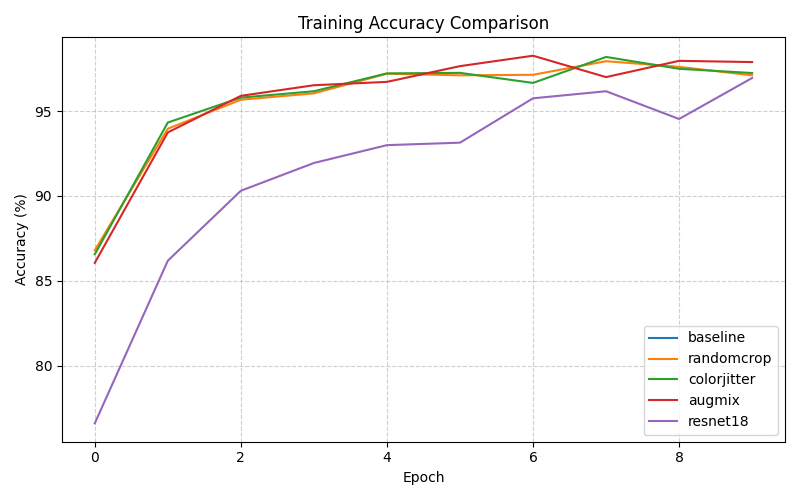 Training Accuracy Comparison
Accuracy (%)
95
90
85
80
baseline
randomcrop
colorjitter
augmix
resnet18
0 2 4 6 8
Epoch